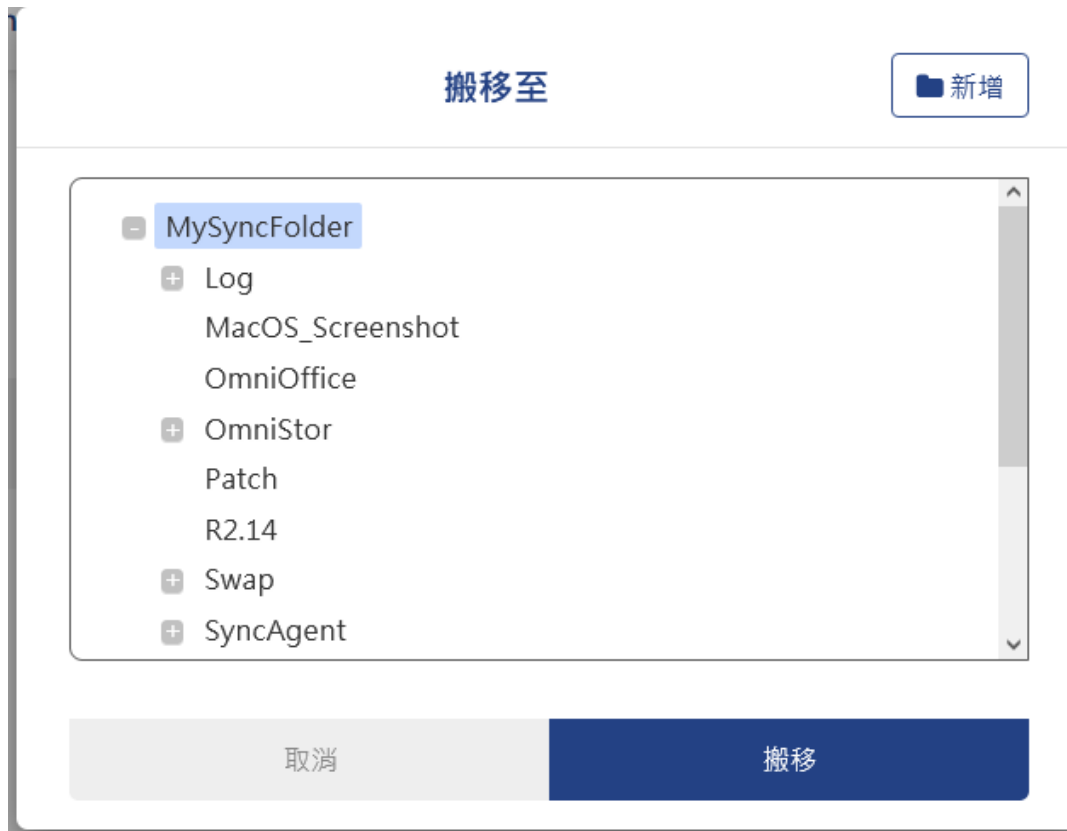 搬移至
新增
MySyncFolder
Log
MacOS_Screenshot
OmniOffice
OmniStor
Patch
R2.14
Swap
SyncAgent
取消
搬移